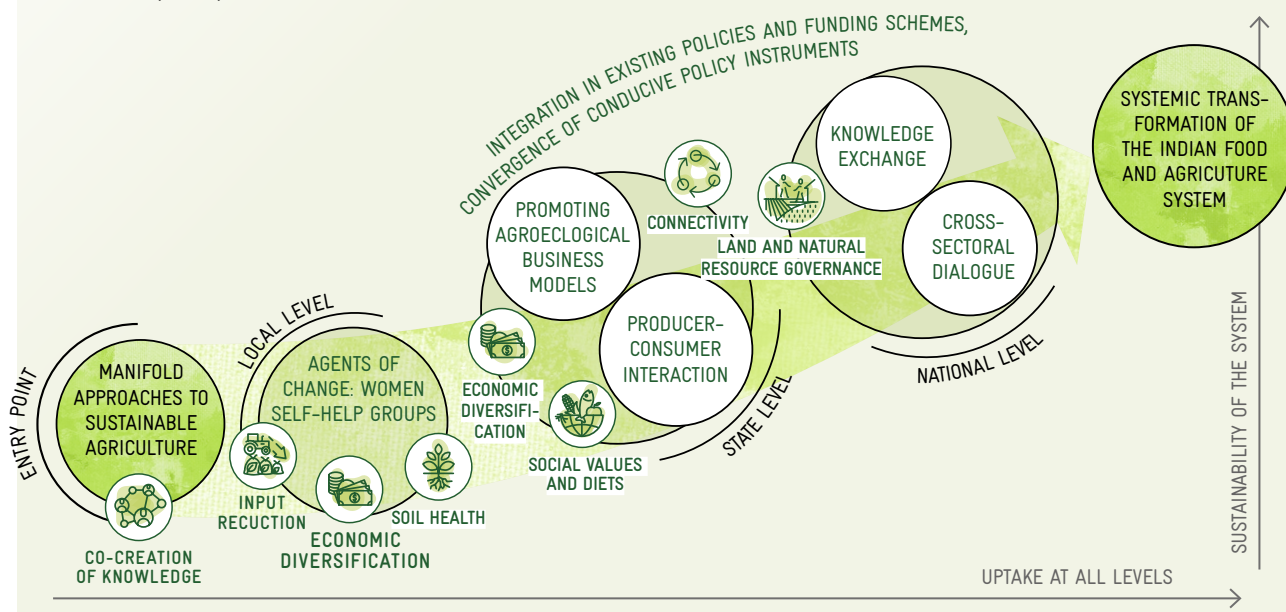 INTEGRATION IN EXISTING POLICIES AND FUNDING SCHEMES,
CONVERGENCE OF CONDUCIVE POLICY INSTRUMENTS
ENTRY POINT
MANIFOLD
APPROACHES TO
SUSTAINABLE
AGRICULTURE
CO-CREATION
OF KNOWLEDGE
LOCAL LEVEL
AGENTS OF
CHANGE: WOMEN
SELF-HELP GROUPS
INPUT
RECUCTION
ECONOMIC
DIVERSIFICATION
SOIL HEALTH
PROMOTING
AGROECLOGICAL
BUSINESS
MODELS
PRODUCER-
CONSUMER
INTERACTION
ECONOMIC
DIVERSIFI-
CATION
SOCIAL VALUES
AND DIETS
STATE LEVEL
CONNECTIVITY
LAND AND NATURAL
RESOURCE GOVERNANCE
KNOWLEDGE
EXCHANGE
CROSS-
SECTORAL
DIALOGUE
NATIONAL LEVEL
SYSTEMIC TRANS-
FORMATION OF
THE INDIAN FOOD
AND AGRICUTURE
SYSTEM
SUSTAINABILITY OF THE SYSTEM
UPTAKE AT ALL LEVELS